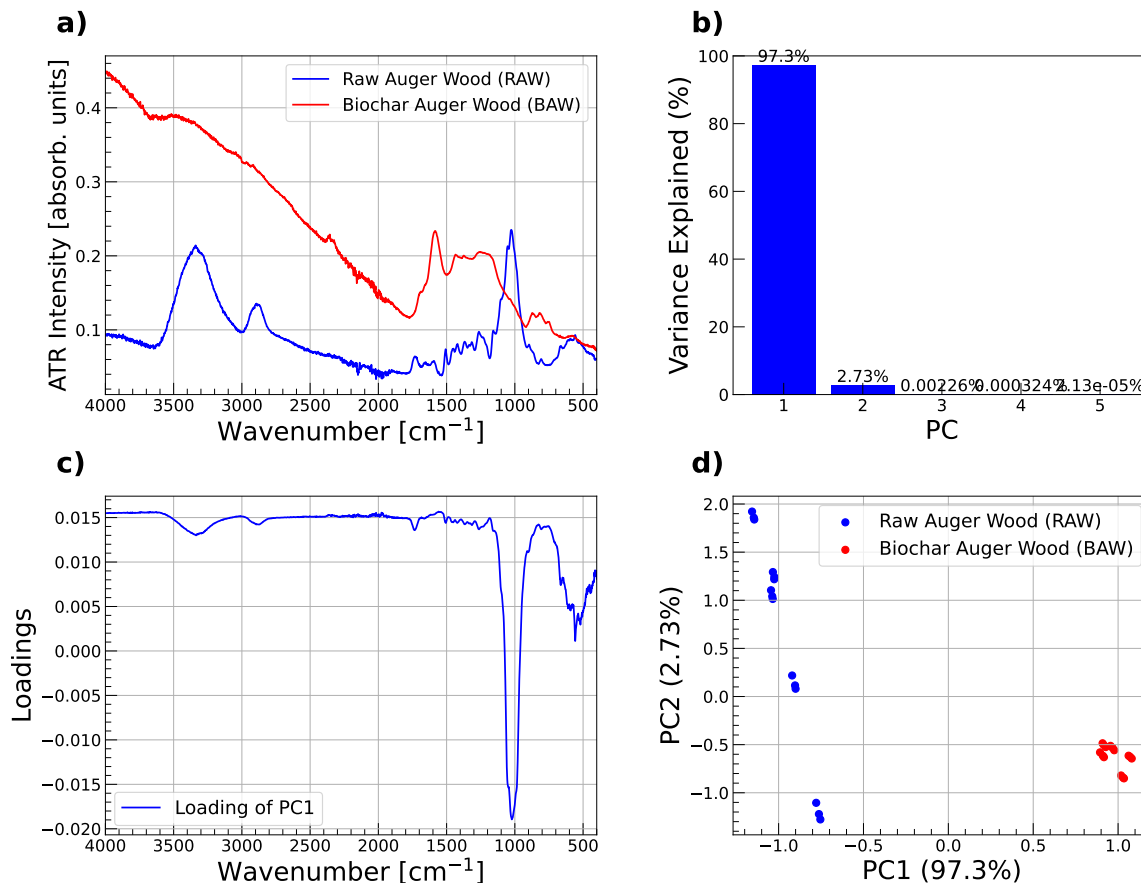 a)
ATR Intensity [absorb. units]
0.4
0.3
0.2
0.1
Raw Auger Wood (RAW)
Biochar Auger Wood (BAW)
4000 3500 3000 2500 2000 1500 1000 500
Wavenumber [cm⁻¹]
b)
Variance Explained (%)
100
80
60
40
20
0
97.3%
2.73% 0.00226% 0.000324% 2.13e-05%
1 2 3 4 5
PC
c)
Loadings
0.015
0.010
0.005
0.000
−0.005
−0.010
−0.015
−0.020
Loading of PC1
4000 3500 3000 2500 2000 1500 1000 500
Wavenumber [cm⁻¹]
d)
PC2 (2.73%)
2.0
1.5
1.0
0.5
0.0
−0.5
−1.0
Raw Auger Wood (RAW)
Biochar Auger Wood (BAW)
−1.0 −0.5 0.0 0.5 1.0
PC1 (97.3%)